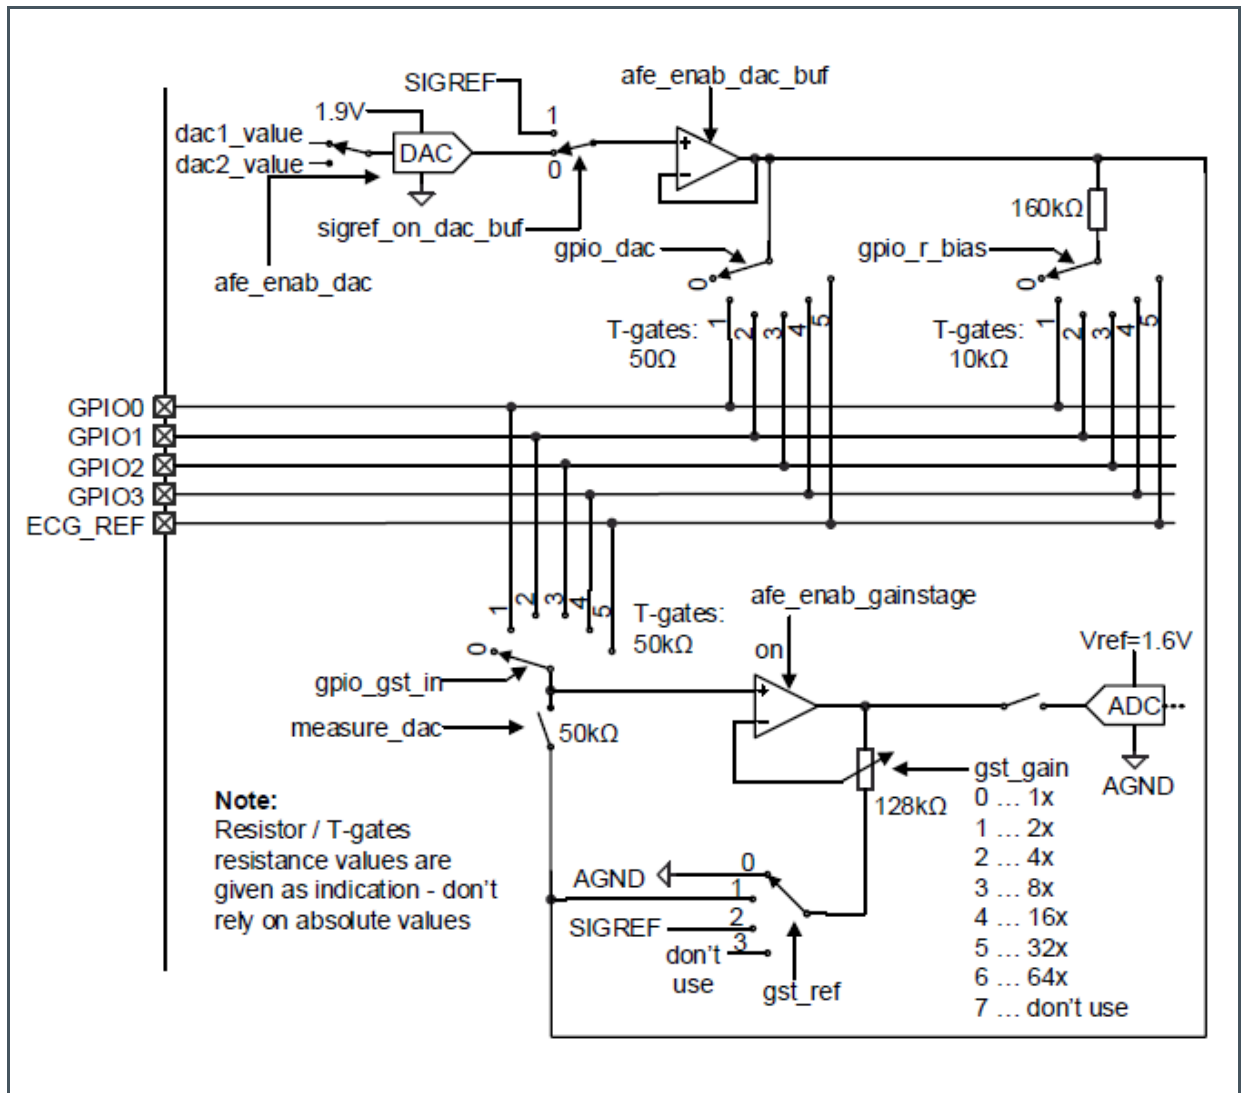 afe_enab_dac_buf
SIGREF
1.9V
1
dac1_value
dac2_value
DAC
0
+
-
sigref_on_dac_buf
afe_enab_dac
gpio_dac
0
1
2
3
4
5
T-gates:
50Ω
160kΩ
gpio_r_bias
0
1
2
3
4
5
T-gates:
10kΩ
GPIO0
GPIO1
GPIO2
GPIO3
ECG_REF
1
2
3
4
5
0
T-gates:
50kΩ
gpio_gst_in
measure_dac
50kΩ
afe_enab_gainstage
on
+
-
Vref=1.6V
ADC
AGND
gst_gain
0 ... 1x
1 ... 2x
2 ... 4x
3 ... 8x
4 ... 16x
5 ... 32x
6 ... 64x
7 ... don't use
128kΩ
Note:
Resistor / T-gates
resistance values are
given as indication - don't
rely on absolute values
AGND
0
1
SIGREF
2
don't
use
3
gst_ref